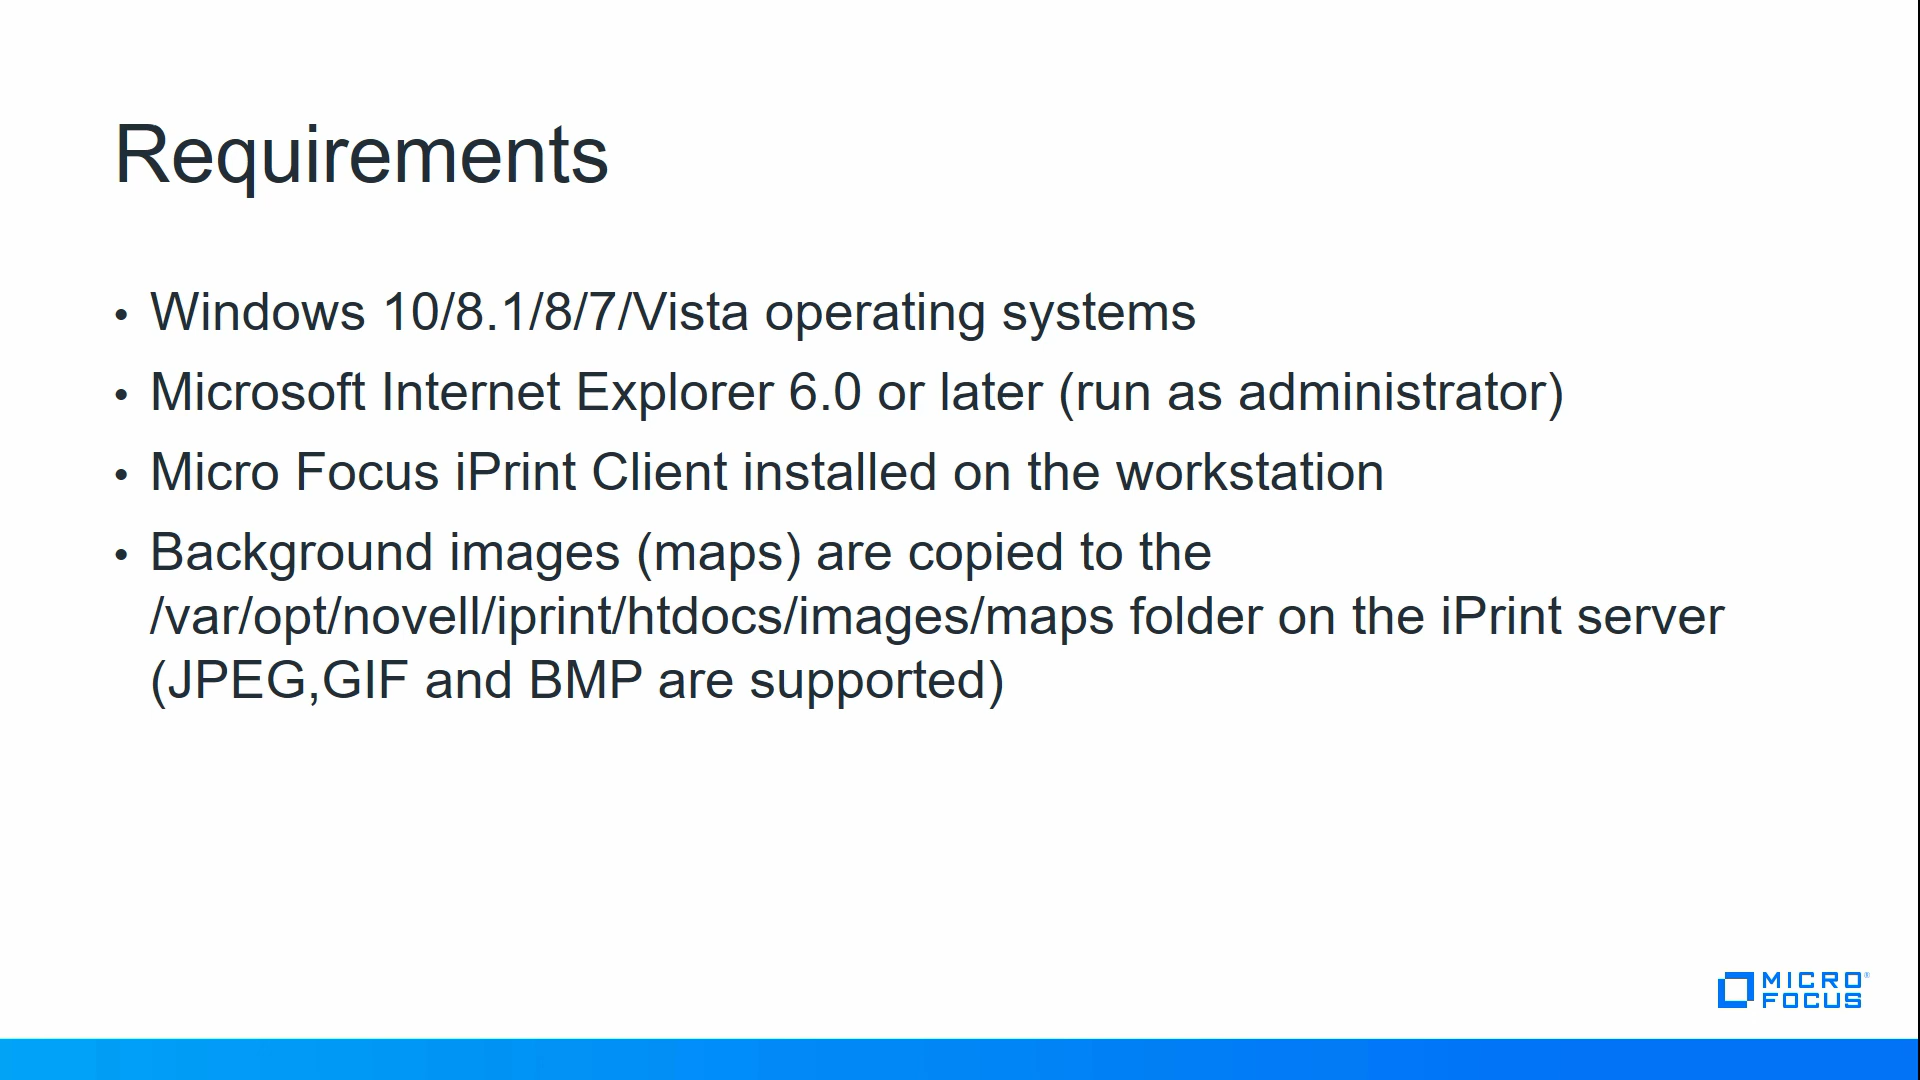 Requirements
• Windows 10/8.1/8/7/Vista operating systems
• Microsoft Internet Explorer 6.0 or later (run as administrator)
• Micro Focus iPrint Client installed on the workstation
• Background images (maps) are copied to the
/var/opt/novell/iprint/htdocs/images/maps folder on the iPrint server
(JPEG,GIF and BMP are supported)
MICRO®
FOCUS